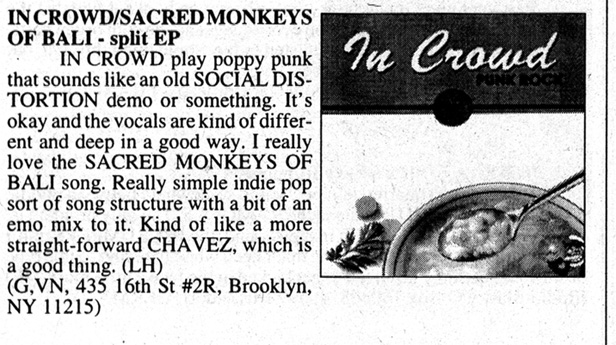 IN CROWD/SACRED MONKEYS
OF BALI - split EP
IN CROWD play poppy punk
that sounds like an old SOCIAL DIS-
TORTION demo or something. It's
okay and the vocals are kind of differ-
ent and deep in a good way. I really
love the SACRED MONKEYS OF
BALI song. Really simple indie pop
sort of song structure with a bit of an
emo mix to it. Kind of like a more
straight-forward CHAVEZ, which is
a good thing. (LH)
(G,VN, 435 16th St #2R, Brooklyn,
NY 11215)
In Crowd
PUNK ROCK